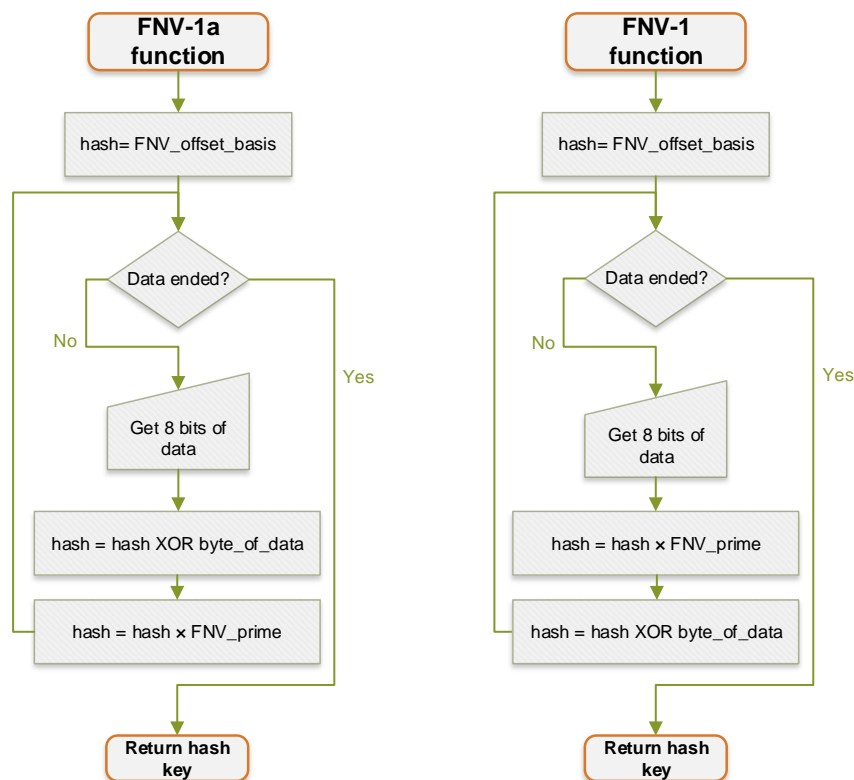 FNV-1a
function
hash= FNV_offset_basis
Data ended?
No
Yes
Get 8 bits of
data
hash = hash XOR byte_of_data
hash = hash × FNV_prime
Return hash
key
FNV-1
function
hash= FNV_offset_basis
Data ended?
No
Yes
Get 8 bits of
data
hash = hash × FNV_prime
hash = hash XOR byte_of_data
Return hash
key